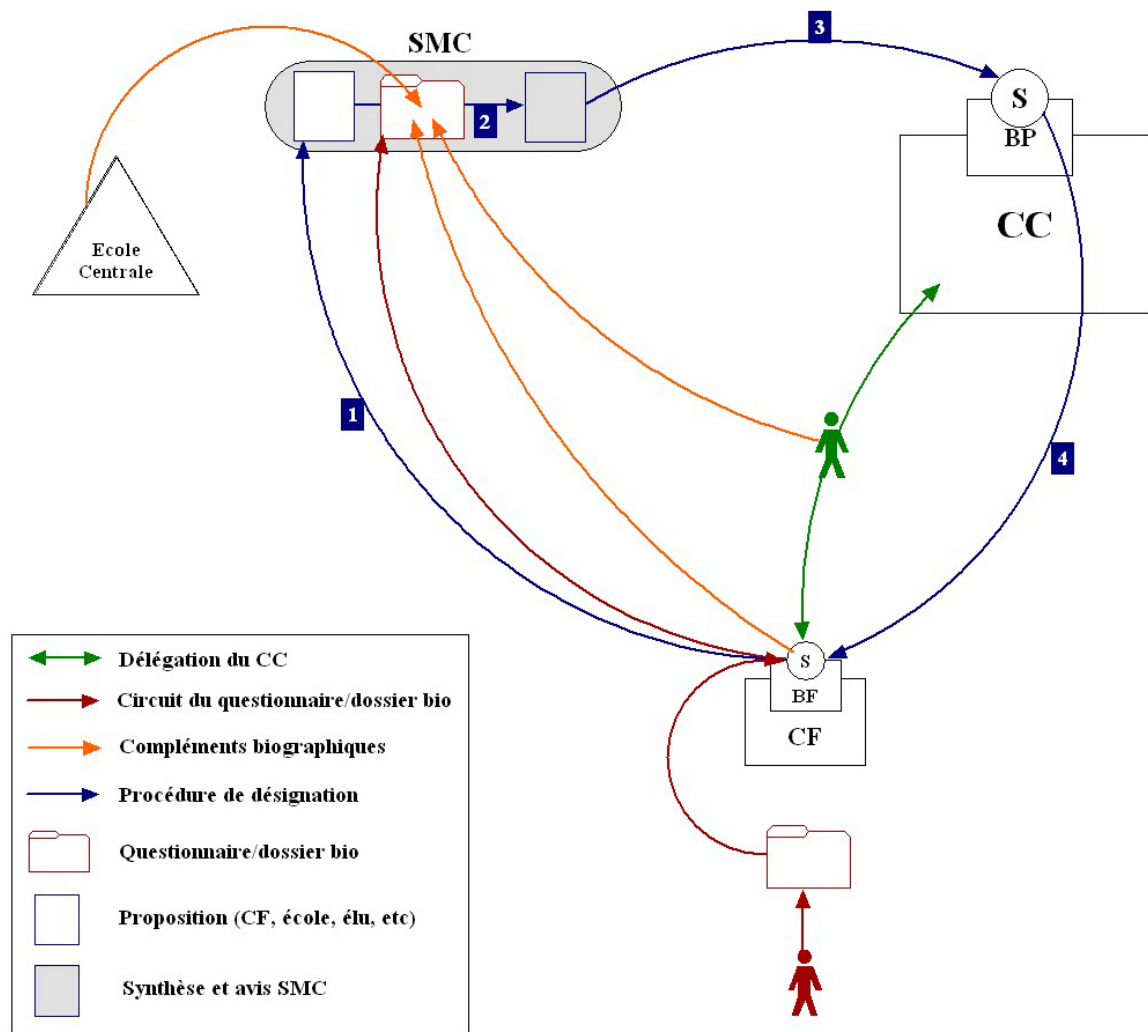 SMC
3
S
2
BP
CC
Ecole
Centrale
1
4
S
BF
CF
Délégation du CC
Circuit du questionnaire/dossier bio
Compléments biographiques
Procédure de désignation
Questionnaire/dossier bio
Proposition (CF, école, élu, etc)
Synthèse et avis SMC